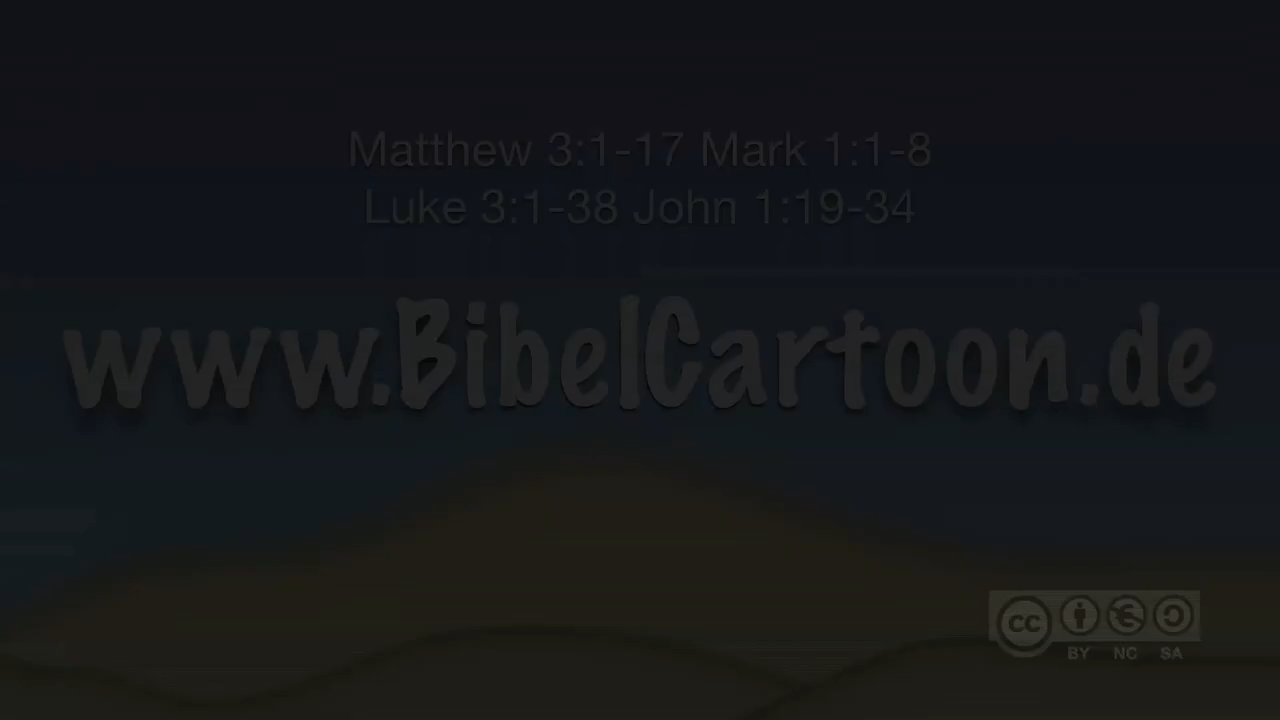 Matthew 3:1-17 Mark 1:1-8
Luke 3:1-38 John 1:19-34
www.BibelCartoon.de
cc
BY NC SA